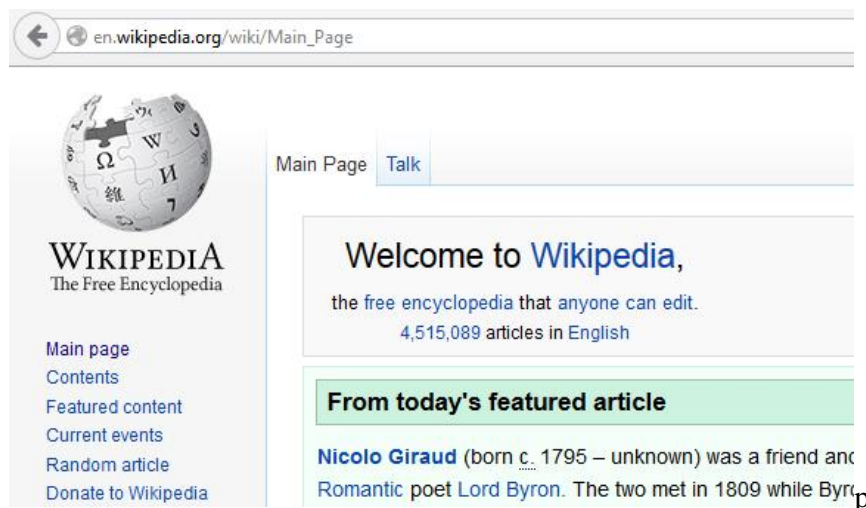 en.wikipedia.org/wiki/Main_Page
Ω W И 維 7
WIKIPEDIA
The Free Encyclopedia
Main page
Contents
Featured content
Current events
Random article
Donate to Wikipedia
Main Page Talk
Welcome to Wikipedia,
the free encyclopedia that anyone can edit.
4,515,089 articles in English
From today's featured article
Nicolo Giraud (born c. 1795 – unknown) was a friend and
Romantic poet Lord Byron. The two met in 1809 while Byro